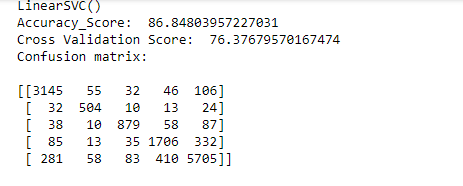 LinearSVC()
Accuracy_Score:  86.84803957227031
Cross Validation Score:  76.37679570167474
Confusion matrix:
[[3145   55   32   46  106]
 [  32  504   10   13   24]
 [  38   10  879   58   87]
 [  85   13   35 1706  332]
 [ 281   58   83  410 5705]]